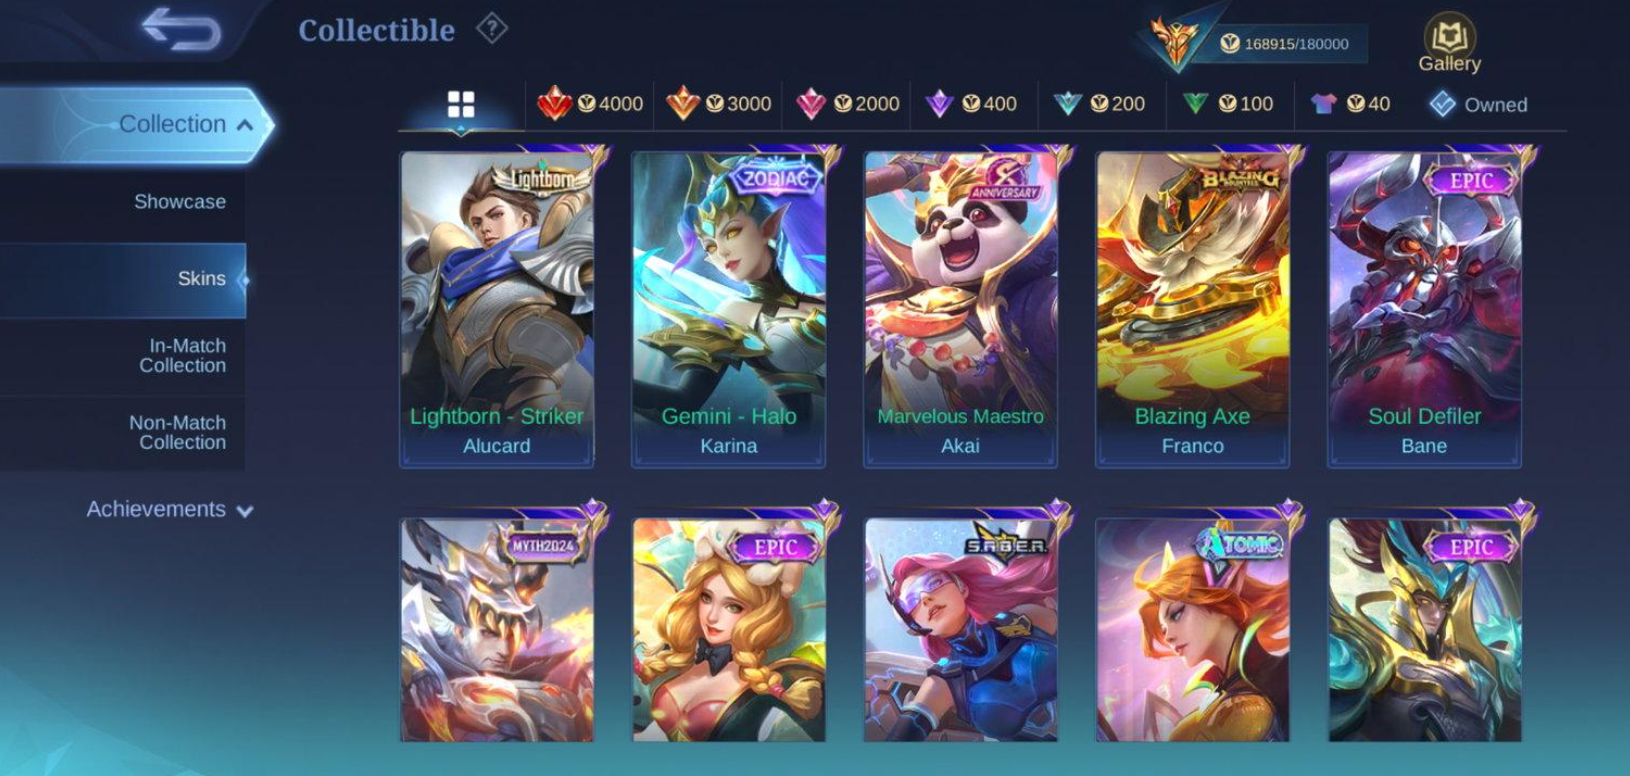 Collectible ?
168915/180000
Gallery
4000
3000
2000
400
200
100
40
Owned
Collection
Showcase
Skins
In-Match
Collection
Non-Match
Collection
Achievements
Lightborn
ZODIAC
ANNIVERSARY
BLAZING
EPIC
Lightborn - Striker
Alucard
Gemini - Halo
Karina
Marvelous Maestro
Akai
Blazing Axe
Franco
Soul Defiler
Bane
MYTH2024
EPIC
S.A.B.E.R.
ATOMIC
EPIC